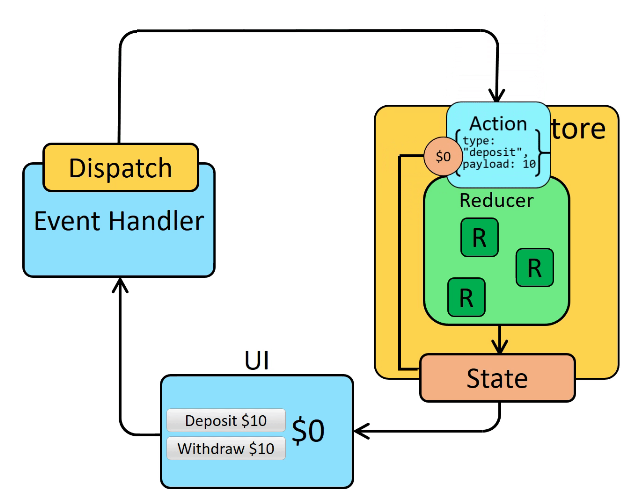 Action
tore
type:
"deposit",
payload: 10
$0
Dispatch
Event Handler
Reducer
R
R
R
State
UI
Deposit $10
$0
Withdraw $10